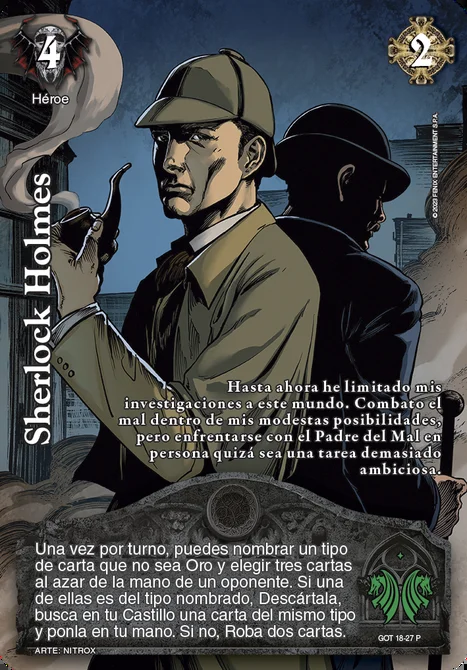 4
2
Héroe
© 2023 FENIX ENTERTAINMENT S.P.A.
Sherlock Holmes
Hasta ahora he limitado mis
investigaciones a este mundo. Combato el
mal dentro de mis modestas posibilidades,
pero enfrentarse con el Padre del Mal en
persona quizá sea una tarea demasiado
ambiciosa.
Una vez por turno, puedes nombrar un tipo
de carta que no sea Oro y elegir tres cartas
al azar de la mano de un oponente. Si una
de ellas es del tipo nombrado, Descártala,
busca en tu Castillo una carta del mismo tipo
y ponla en tu mano. Si no, Roba dos cartas.
GOT 18-27 P
ARTE: NITROX